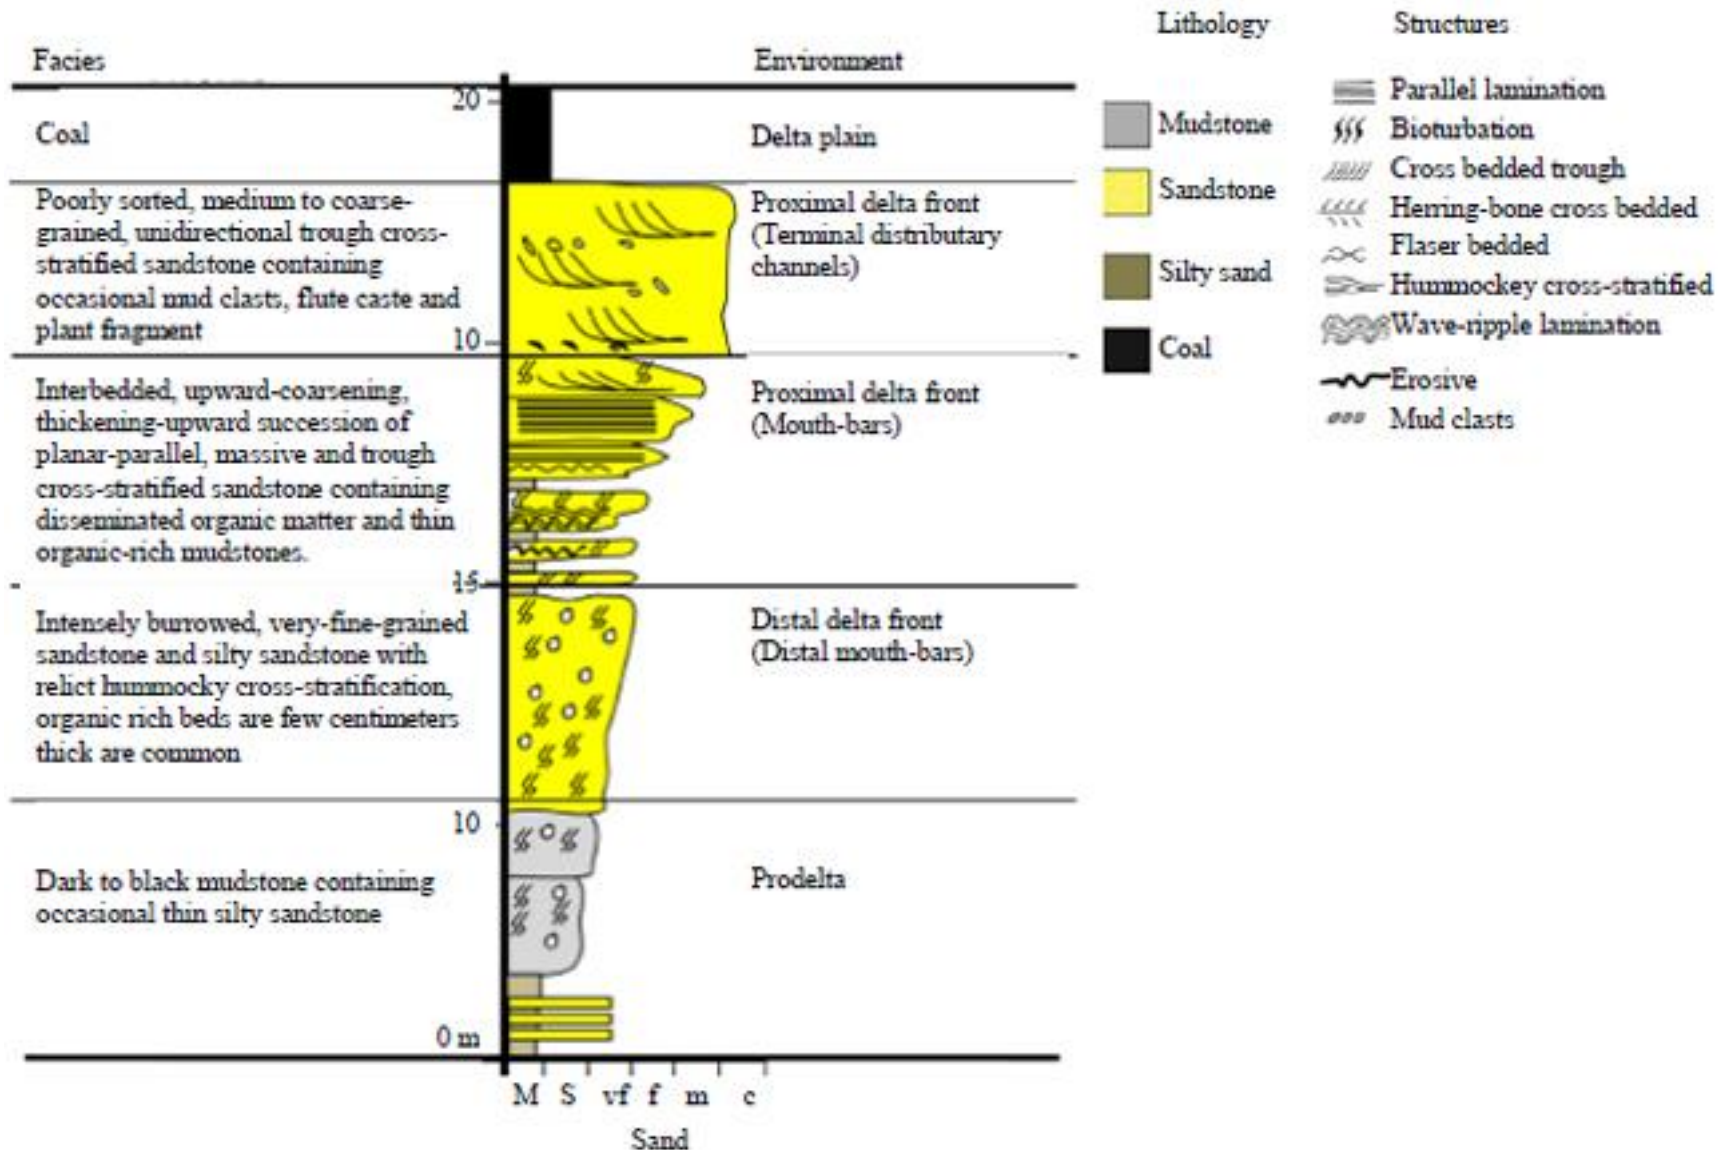 Facies
Environment
20
Coal
Delta plain
Poorly sorted, medium to coarse-
grained, unidirectional trough cross-
stratified sandstone containing
occasional mud clasts, flute caste and
plant fragment
Proximal delta front
(Terminal distributary
channels)
10
Interbedded, upward-coarsening,
thickening-upward succession of
planar-parallel, massive and trough
cross-stratified sandstone containing
disseminated organic matter and thin
organic-rich mudstones.
Proximal delta front
(Mouth-bars)
Intensely burrowed, very-fine-grained
sandstone and silty sandstone with
relict hummocky cross-stratification,
organic rich beds are few centimeters
thick are common
Distal delta front
(Distal mouth-bars)
10
Dark to black mudstone containing
occasional thin silty sandstone
Prodelta
0 m
M S vf f m c
Sand
Lithology
Mudstone
Sandstone
Silty sand
Coal
Structures
Parallel lamination
Bioturbation
Cross bedded trough
Herring-bone cross bedded
Flaser bedded
Hummockey cross-stratified
Wave-ripple lamination
Erosive
Mud clasts